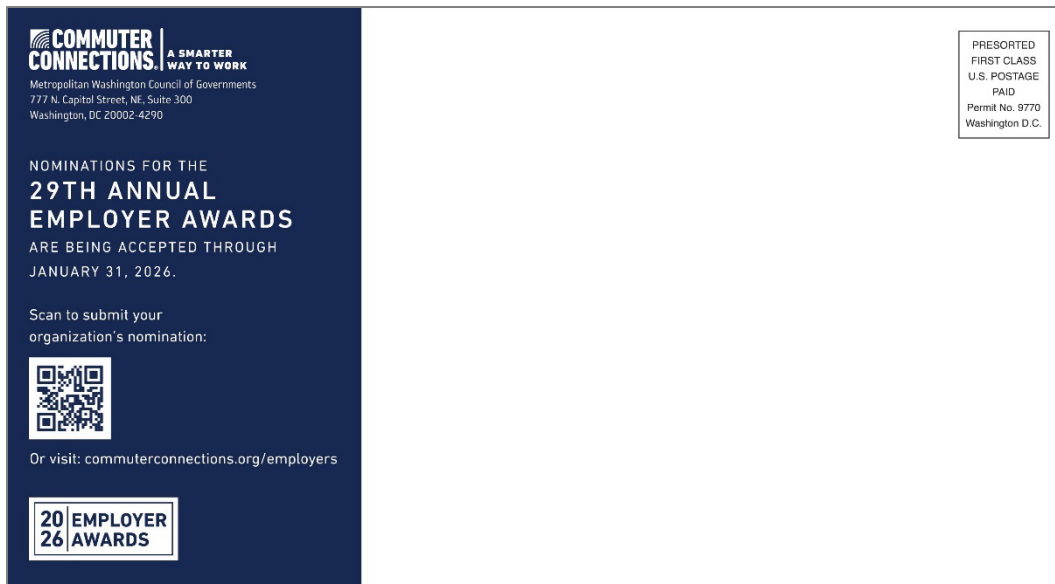 COMMUTER
CONNECTIONS.
A SMARTER
WAY TO WORK
Metropolitan Washington Council of Governments
777 N. Capitol Street, NE, Suite 300
Washington, DC 20002-4290
NOMINATIONS FOR THE
29TH ANNUAL
EMPLOYER AWARDS
ARE BEING ACCEPTED THROUGH
JANUARY 31, 2026.
Scan to submit your
organization's nomination:
Or visit: commuterconnections.org/employers
20 EMPLOYER
26 AWARDS
PRESORTED
FIRST CLASS
U.S. POSTAGE
PAID
Permit No. 9770
Washington D.C.